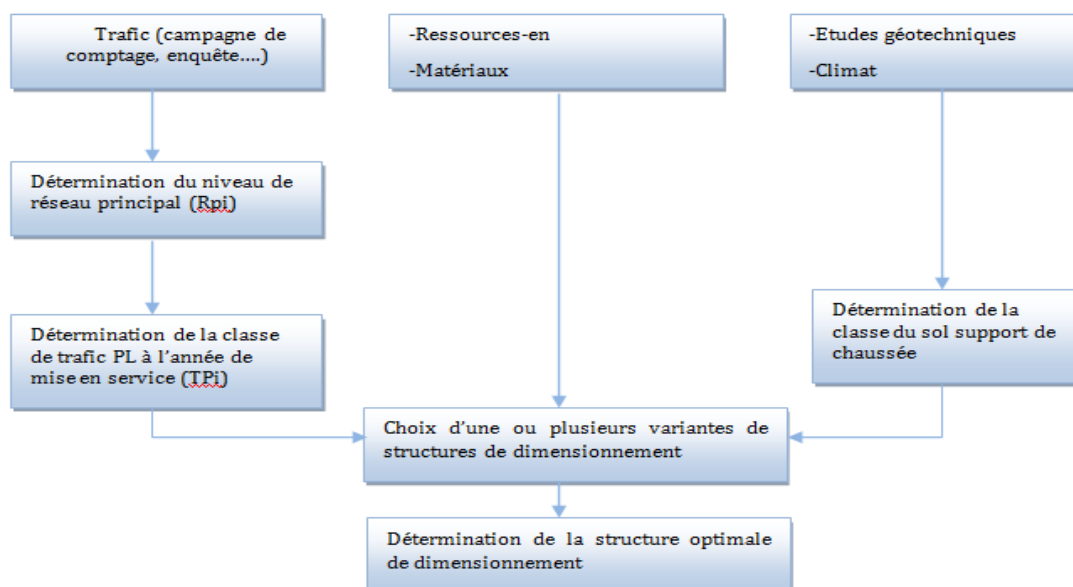 Trafic (campagne de
comptage, enquête....)
-Ressources-en
-Matériaux
-Etudes géotechniques
-Climat
Détermination du niveau de
réseau principal (Rpi)
Détermination de la classe
de trafic PL à l'année de
mise en service (TPi)
Détermination de la
classe du sol support de
chaussée
Choix d'une ou plusieurs variantes de
structures de dimensionnement
Détermination de la structure optimale
de dimensionnement